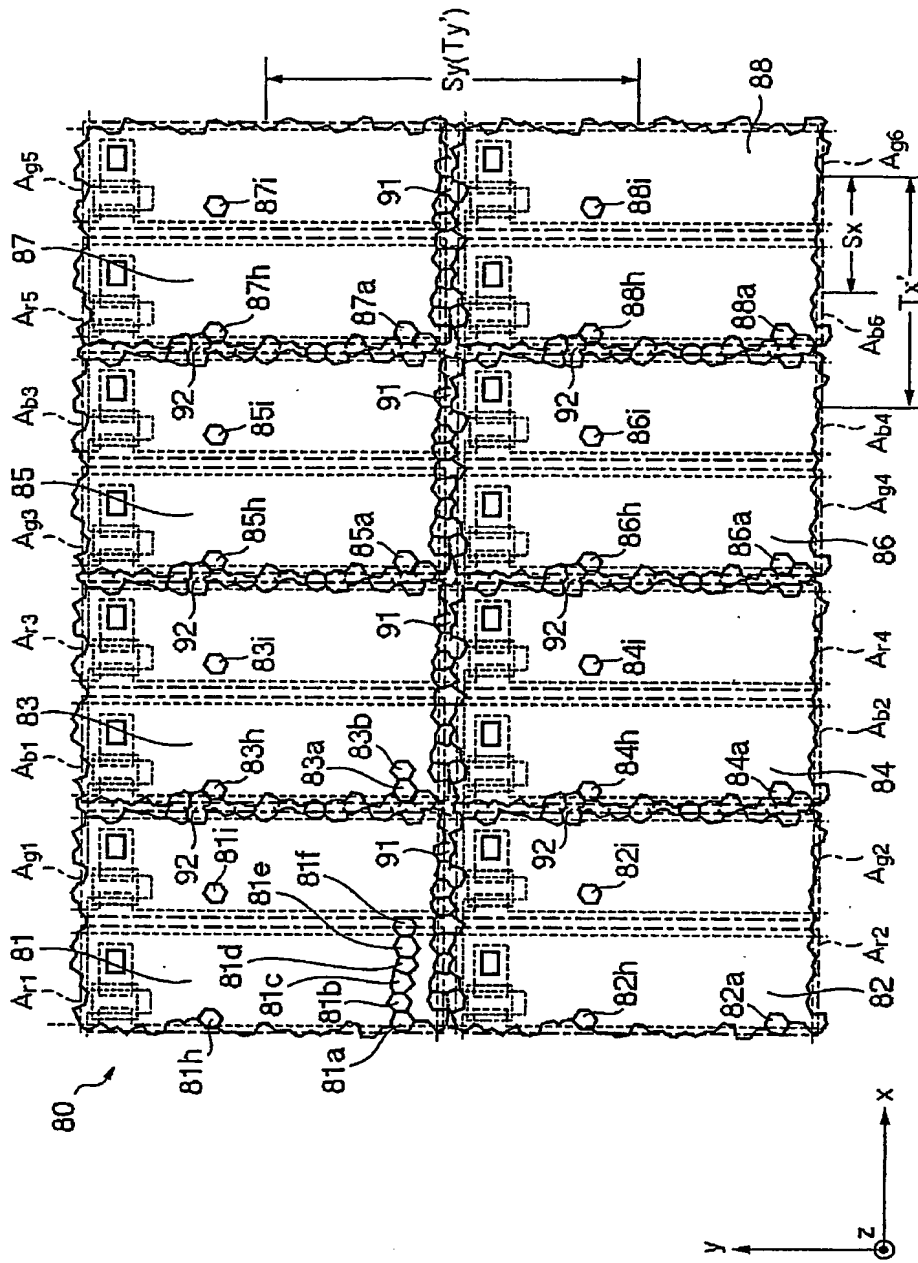 80
Ar1 81 Ag1 Ab1 83 Ar3 Ag3 85 Ab3 Ar5 87 Ag5
81h 92 81i 83h 92 83i 85h 92 85i 87h 87i
81a 81b 81c 81d 81e 81f 91 83a 83b 91 85a 91 87a 91
Sy(Ty')
82h 92 82i 84h 84i 92 86h 86i 92 88h 88i
82a 84a 86a 88a 88
82 Ar2 Ag2 84 Ab2 Ar4 86 Ag4 Ab4 Ab6 Ag6
Sx
Tx'
y
z
x